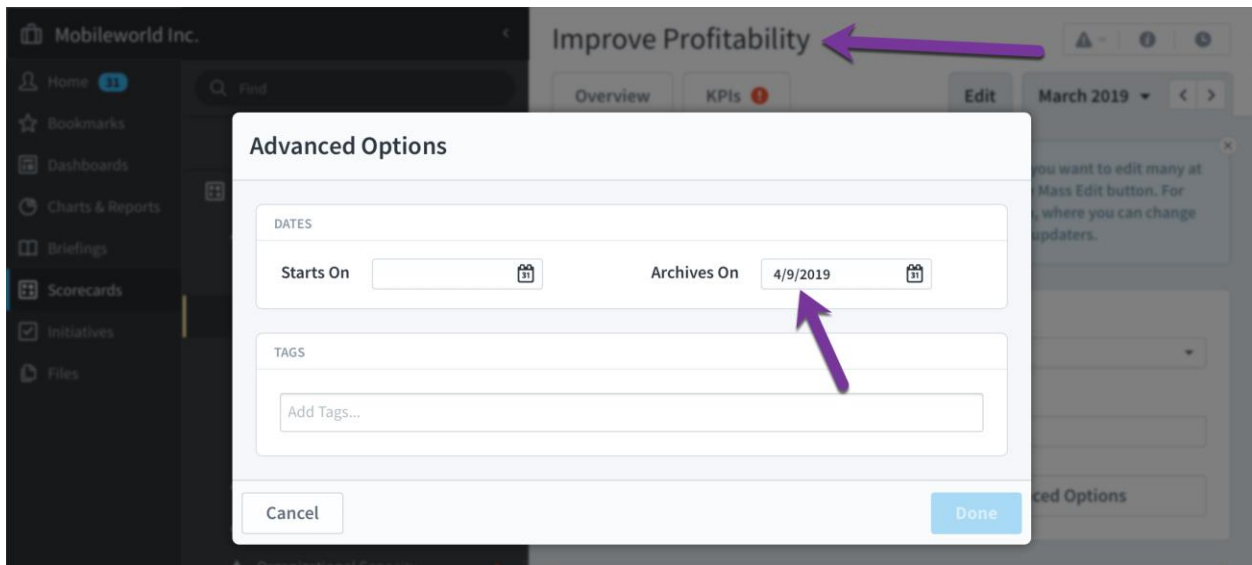 Mobileworld Inc.
Home 31
Bookmarks
Dashboards
Charts & Reports
Briefings
Scorecards
Initiatives
Files
Find
Improve Profitability
Overview
KPIs
Edit
March 2019
you want to edit many at
Mass Edit button. For
, where you can change
updaters.
Advanced Options
DATES
Starts On
31
Archives On
4/9/2019
31
TAGS
Add Tags...
Cancel
Done
ced Options